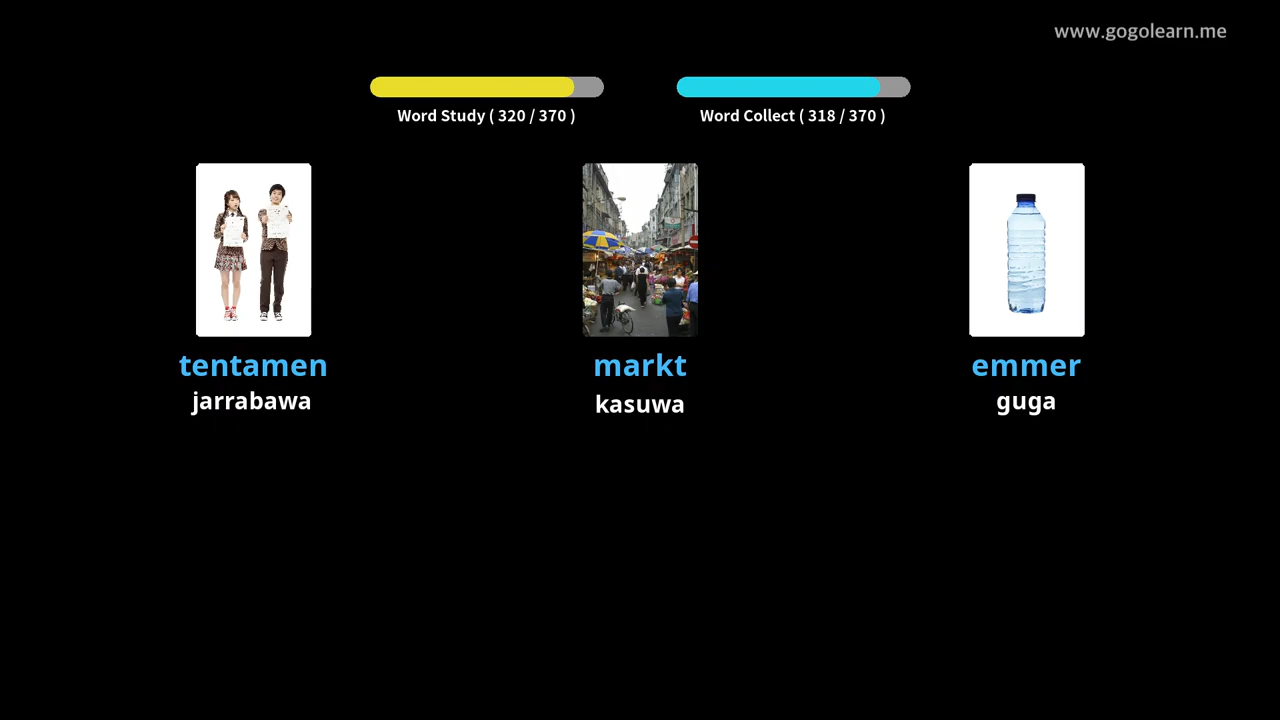 www.gogolearn.me
Word Study ( 320 / 370 )
Word Collect ( 318 / 370 )
tentamen
jarrabawa
markt
kasuwa
emmer
guga